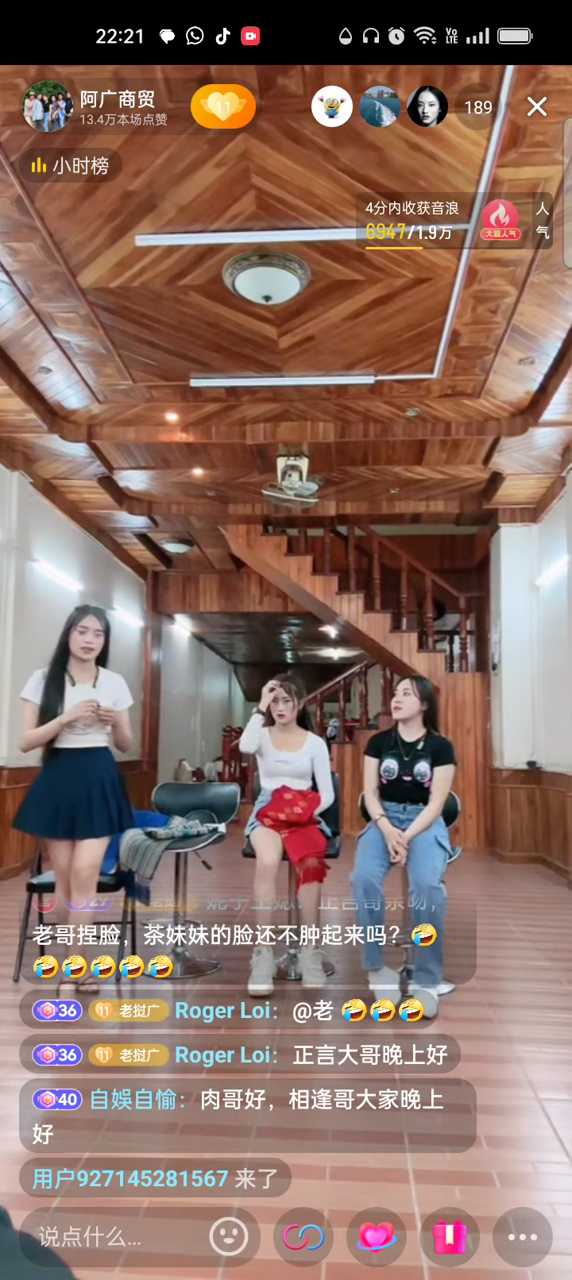 22:21
Vo
LTE
阿广商贸
11
189
13.4万本场点赞
小时榜
4分内收获音浪
6947/1.9万
人
气
老哥捏脸，茶妹妹的脸还不肿起来吗？🤣
🤣🤣🤣🤣🤣
36 11 老挝广 Roger Loi： @老 🤣🤣🤣
36 11 老挝广 Roger Loi： 正言大哥晚上好
40 自娱自愉： 肉哥好，相逢哥大家晚上
好
用户927145281567 来了
说点什么...